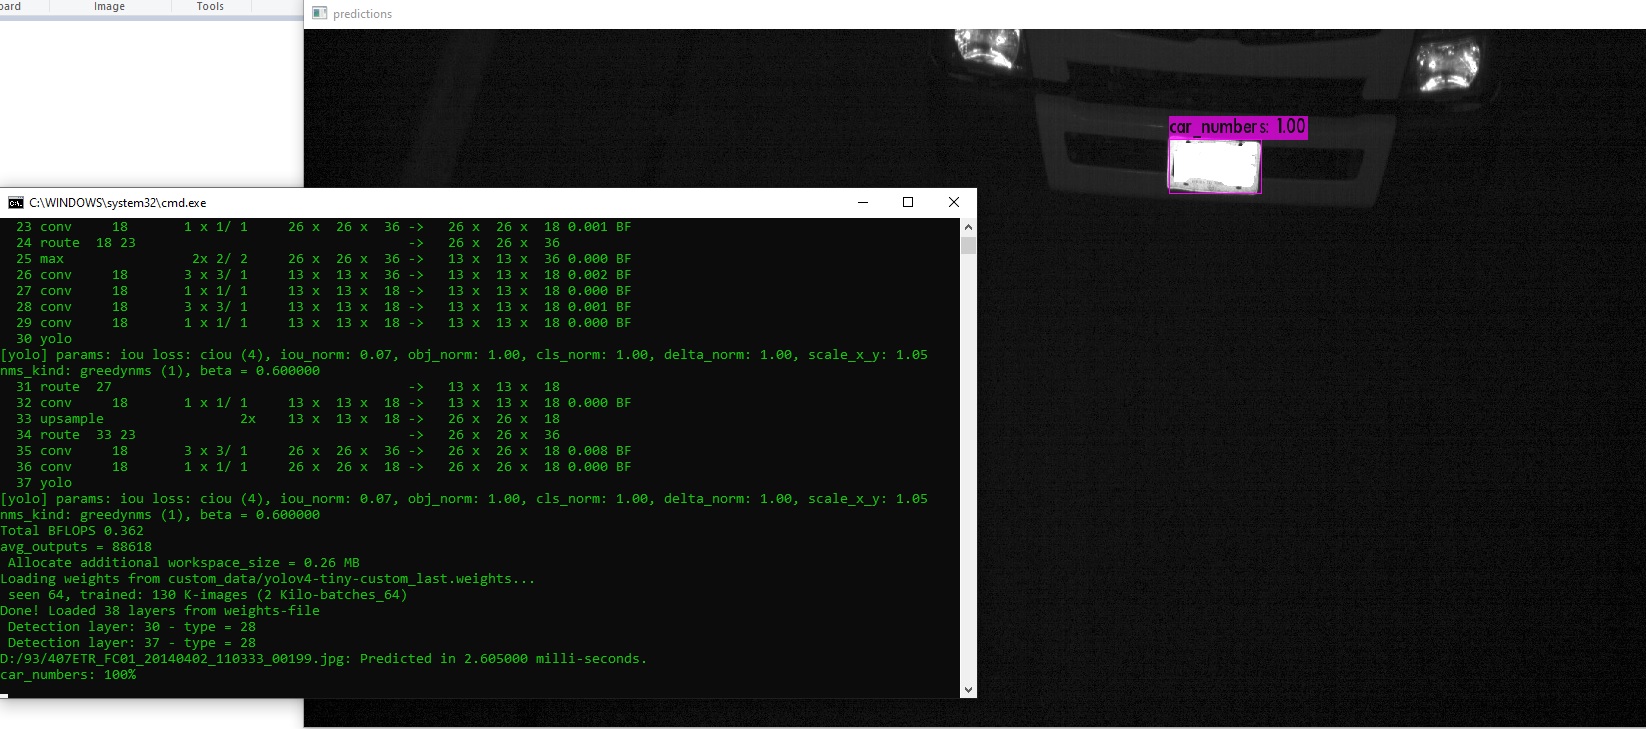 Image
Tools
predictions
car_numbers: 1.00
C:\WINDOWS\system32\cmd.exe
23 conv 18 1 x 1/ 1 26 x 26 x 36 -> 26 x 26 x 18 0.001 BF
24 route 18 23 -> 26 x 26 x 36
25 max 2x 2/ 2 26 x 26 x 36 -> 13 x 13 x 36 0.000 BF
26 conv 18 3 x 3/ 1 13 x 13 x 36 -> 13 x 13 x 18 0.002 BF
27 conv 18 1 x 1/ 1 13 x 13 x 18 -> 13 x 13 x 18 0.000 BF
28 conv 18 3 x 3/ 1 13 x 13 x 18 -> 13 x 13 x 18 0.001 BF
29 conv 18 1 x 1/ 1 13 x 13 x 18 -> 13 x 13 x 18 0.000 BF
30 yolo
[yolo] params: iou loss: ciou (4), iou_norm: 0.07, obj_norm: 1.00, cls_norm: 1.00, delta_norm: 1.00, scale_x_y: 1.05
nms_kind: greedynms (1), beta = 0.600000
31 route 27 -> 13 x 13 x 18
32 conv 18 1 x 1/ 1 13 x 13 x 18 -> 13 x 13 x 18 0.000 BF
33 upsample 2x 13 x 13 x 18 -> 26 x 26 x 18
34 route 33 23 -> 26 x 26 x 36
35 conv 18 3 x 3/ 1 26 x 26 x 36 -> 26 x 26 x 18 0.008 BF
36 conv 18 1 x 1/ 1 26 x 26 x 18 -> 26 x 26 x 18 0.000 BF
37 yolo
[yolo] params: iou loss: ciou (4), iou_norm: 0.07, obj_norm: 1.00, cls_norm: 1.00, delta_norm: 1.00, scale_x_y: 1.05
nms_kind: greedynms (1), beta = 0.600000
Total BFLOPS 0.362
avg_outputs = 88618
Allocate additional workspace_size = 0.26 MB
Loading weights from custom_data/yolov4-tiny-custom_last.weights...
seen 64, trained: 130 K-images (2 Kilo-batches_64)
Done! Loaded 38 layers from weights-file
Detection layer: 30 - type = 28
Detection layer: 37 - type = 28
D:/93/407ETR_FC01_20140402_110333_00199.jpg: Predicted in 2.605000 milli-seconds.
car_numbers: 100%